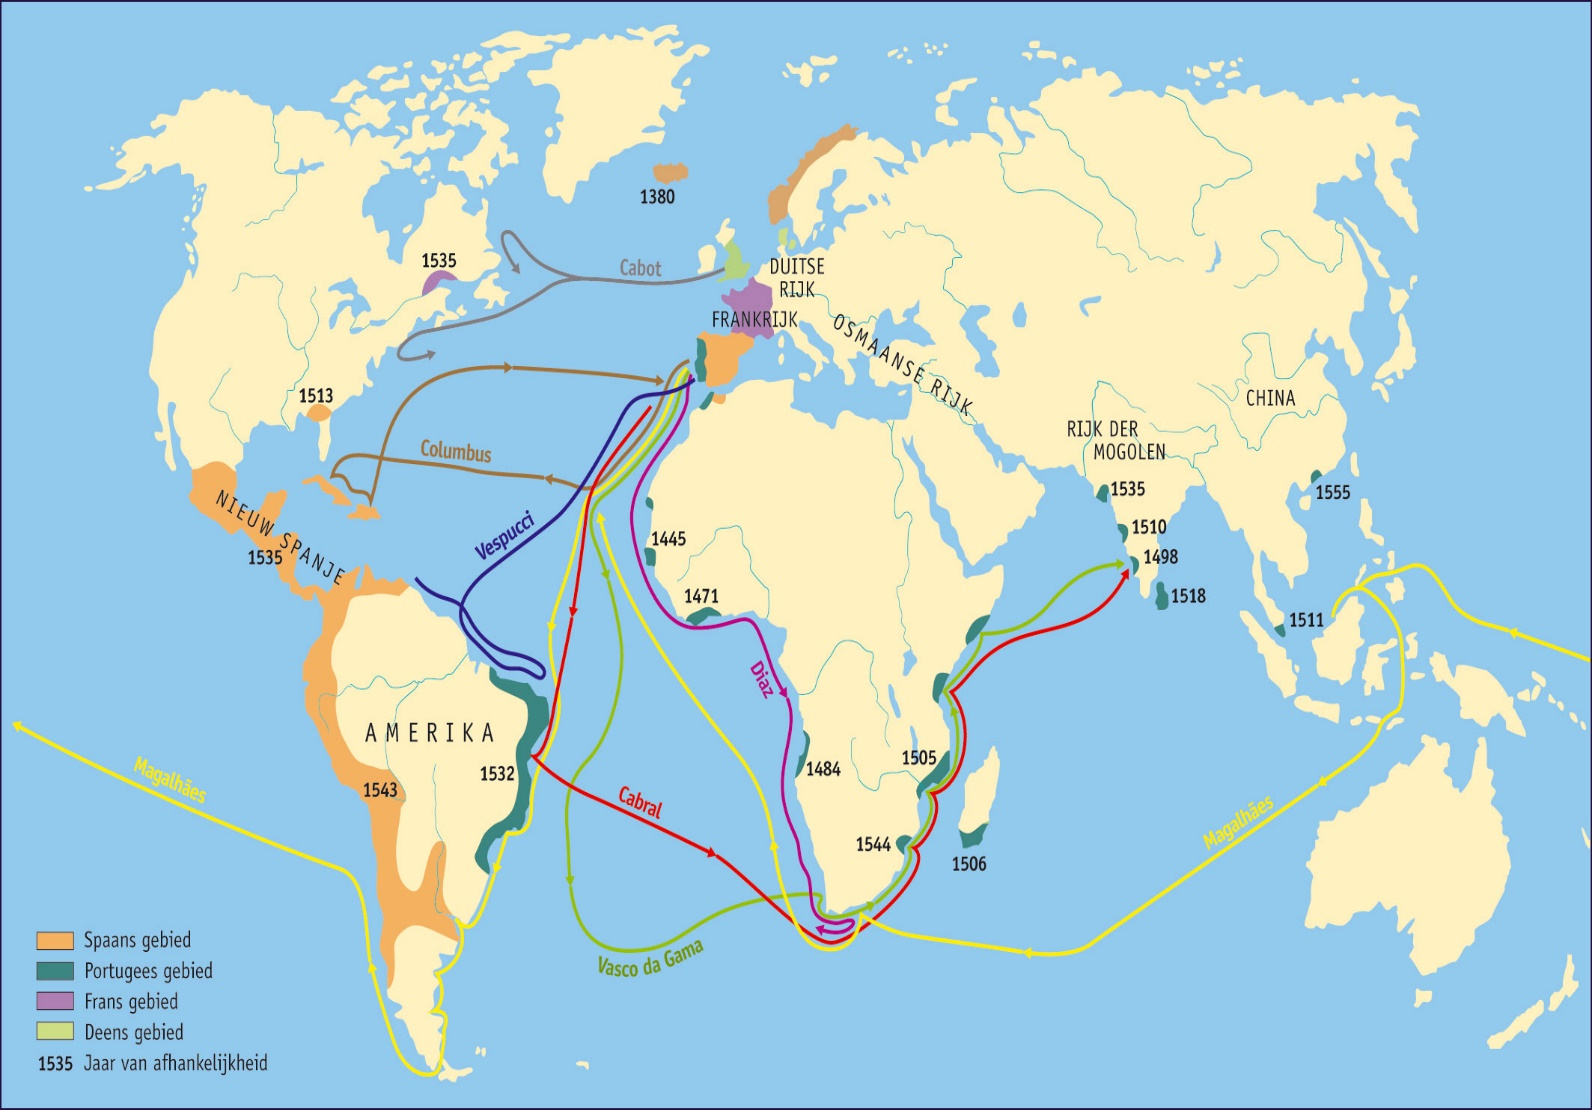 1380
1535
Cabot
DUITSE
RIJK
FRANKRIJK
OSMAANSE RIJK
1513
CHINA
RIJK DER
MOGOLEN
Columbus
1535
1555
NIEUW SPANJE
1535
Vespucci
1445
1510
1498
1471
1518
1511
Diaz
AMERIKA
1532
1543
Magalhães
1484
1505
Cabral
Magalhães
1544
1506
Vasco da Gama
Spaans gebied
Portugees gebied
Frans gebied
Deens gebied
1535 Jaar van afhankelijkheid